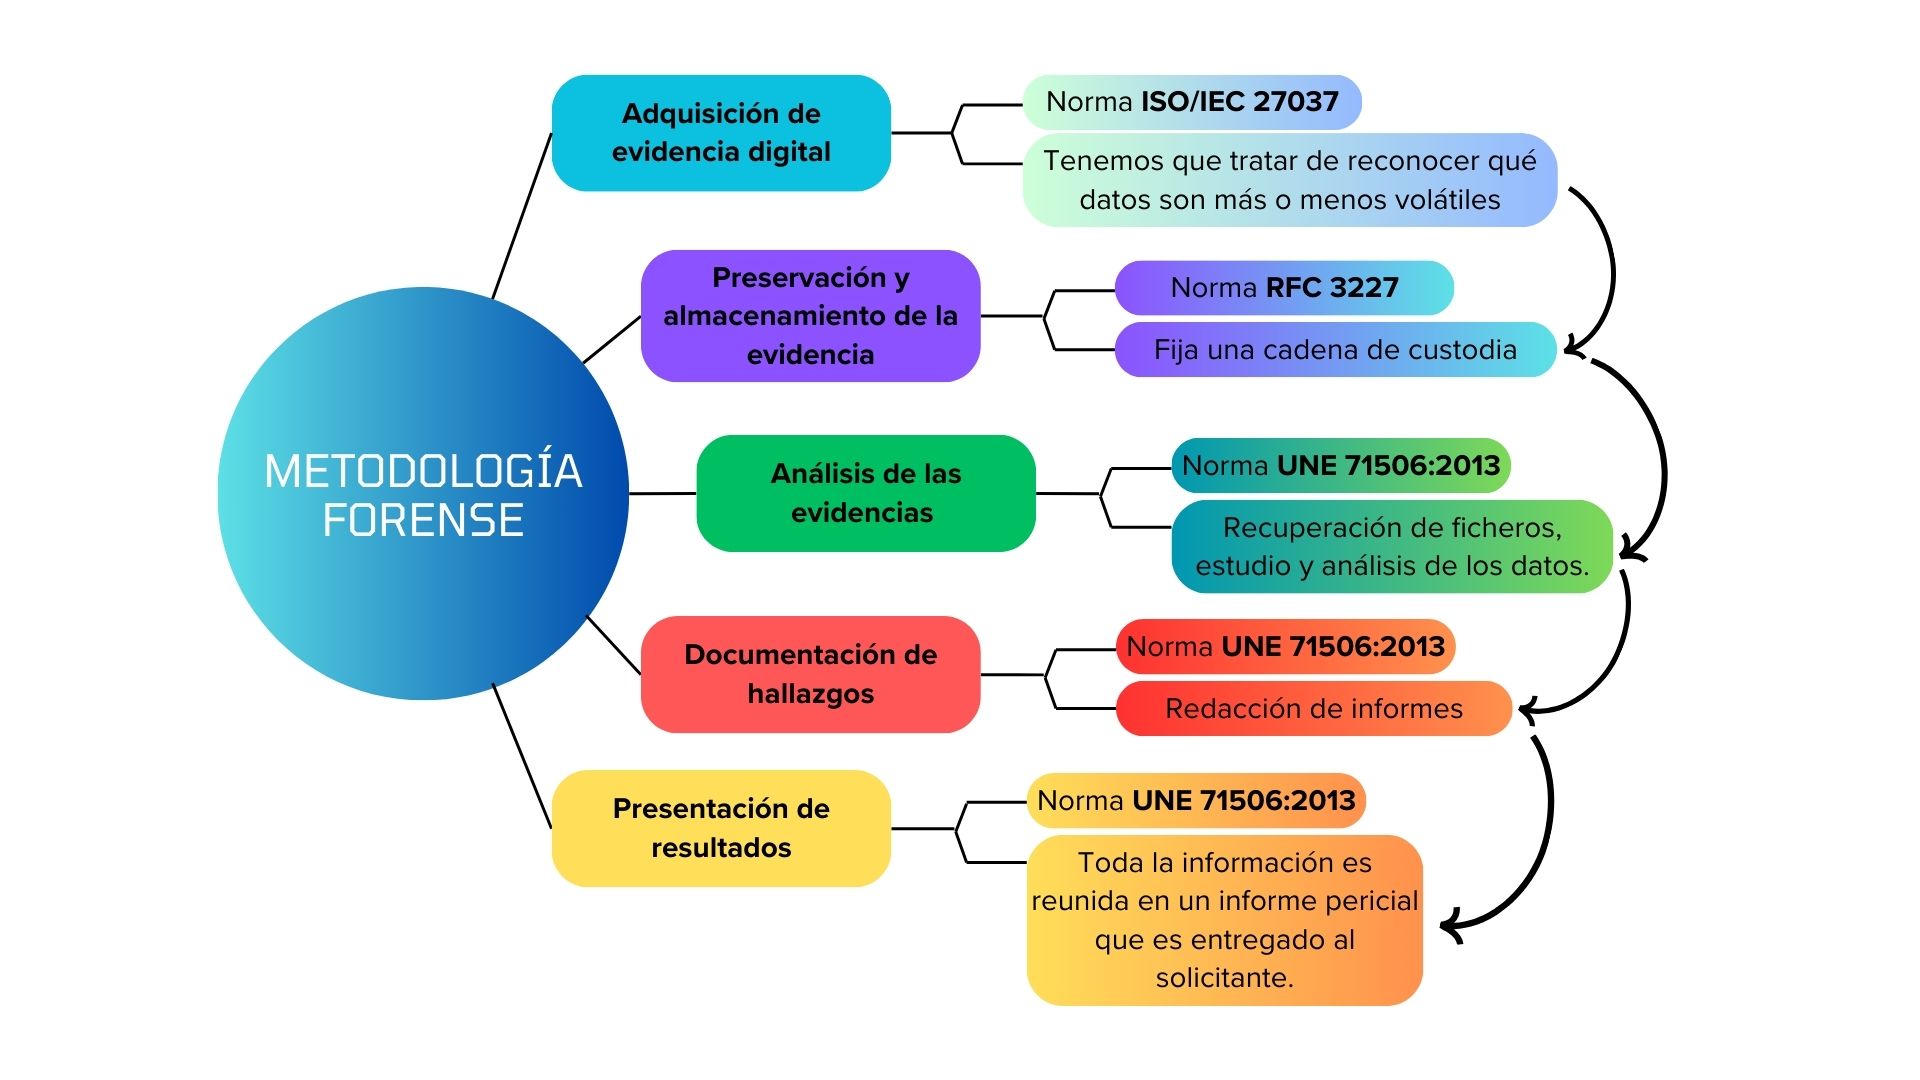 METODOLOGÍA
FORENSE
Adquisición de
evidencia digital
Norma ISO/IEC 27037
Tenemos que tratar de reconocer qué
datos son más o menos volátiles
Preservación y
almacenamiento de la
evidencia
Norma RFC 3227
Fija una cadena de custodia
Análisis de las
evidencias
Norma UNE 71506:2013
Recuperación de ficheros,
estudio y análisis de los datos.
Documentación de
hallazgos
Norma UNE 71506:2013
Redacción de informes
Presentación de
resultados
Norma UNE 71506:2013
Toda la información es
reunida en un informe pericial
que es entregado al
solicitante.